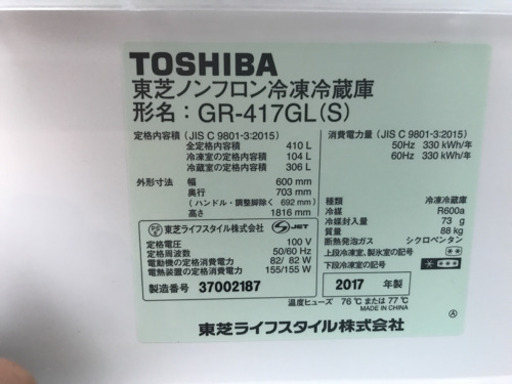 TOSHIBA
東芝ノンフロン冷凍冷蔵庫
形名：GR-417GL(S)
定格内容積 (JIS C 9801-3:2015)
全定格内容積 410 L
冷凍室の定格内容積 104 L
冷蔵室の定格内容積 306 L
外形寸法 幅 600 mm
奥行 703 mm
(ハンドル・調整脚除く 692 mm)
高さ 1816 mm
東芝ライフスタイル株式会社 JET
定格電圧 100 V
定格周波数 50/60 Hz
電動機の定格消費電力 82/ 82 W
電熱装置の定格消費電力 155/155 W
製造番号 37002187
消費電力量 (JIS C 9801-3:2015)
50Hz 330 kWh/年
60Hz 330 kWh/年
種類 冷凍冷蔵庫
冷媒 R600a
冷媒封入量 73 g
質量 88 kg
断熱発泡ガス シクロペンタン
上段冷凍室、製氷室の記号
下段冷凍室の記号
2017 年製
温度ヒューズ 76℃ または 77℃
MADE IN CHINA
東芝ライフスタイル株式会社
Ⓐ